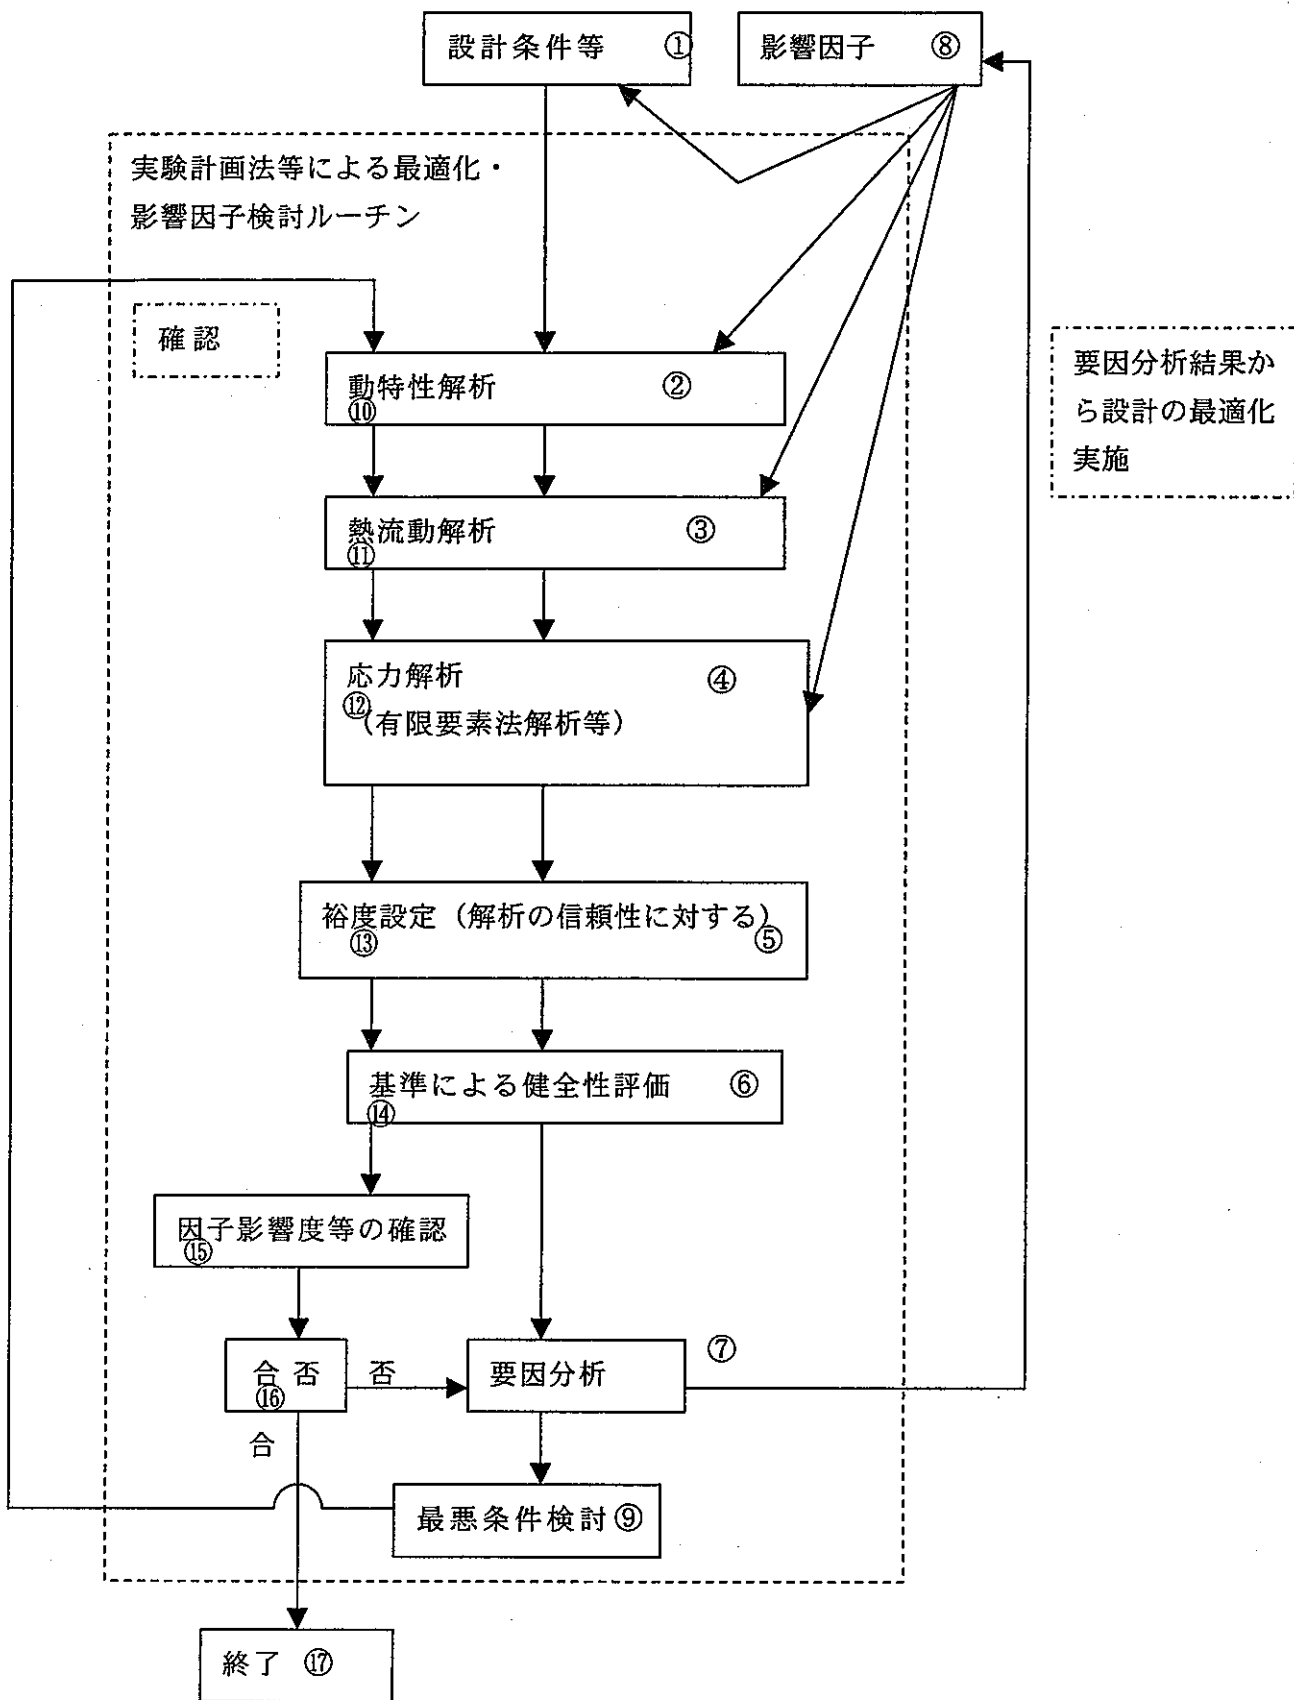 設計条件等 ①
影響因子 ⑧
実験計画法等による最適化・
影響因子検討ルーチン
確認
要因分析結果か
ら設計の最適化
実施
動特性解析 ②
⑩
熱流動解析 ③
⑪
応力解析 ④
⑫
(有限要素法解析等)
裕度設定(解析の信頼性に対する)
⑬ ⑤
基準による健全性評価 ⑥
⑭
因子影響度等の確認
⑮
合否
⑯
否
要因分析
⑦
合
最悪条件検討⑨
終了 ⑰